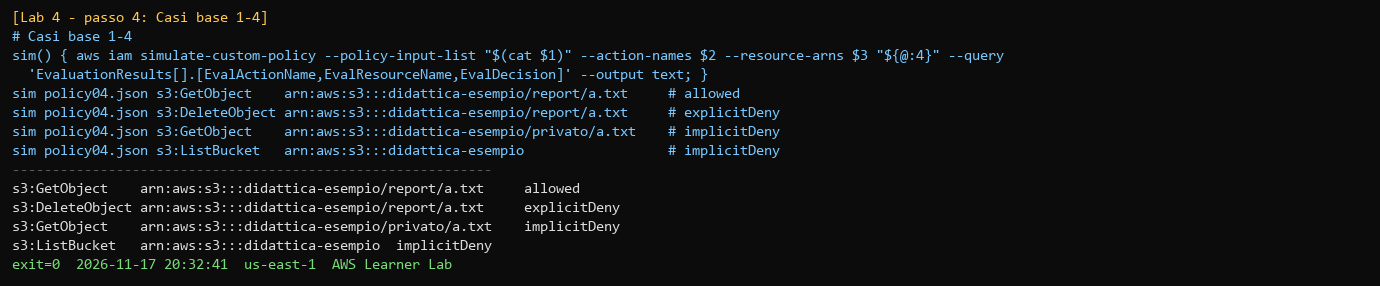 [Lab 4 - passo 4: Casi base 1-4]
# Casi base 1-4
sim() { aws iam simulate-custom-policy --policy-input-list "$(cat $1)" --action-names $2 --resource-arns $3 "${@:4}" --query
  'EvaluationResults[].[EvalActionName,EvalResourceName,EvalDecision]' --output text; }
sim policy04.json s3:GetObject    arn:aws:s3:::didattica-esempio/report/a.txt     # allowed
sim policy04.json s3:DeleteObject arn:aws:s3:::didattica-esempio/report/a.txt     # explicitDeny
sim policy04.json s3:GetObject    arn:aws:s3:::didattica-esempio/privato/a.txt    # implicitDeny
sim policy04.json s3:ListBucket   arn:aws:s3:::didattica-esempio                  # implicitDeny
------------------------------------------------------------
s3:GetObject    arn:aws:s3:::didattica-esempio/report/a.txt     allowed
s3:DeleteObject arn:aws:s3:::didattica-esempio/report/a.txt     explicitDeny
s3:GetObject    arn:aws:s3:::didattica-esempio/privato/a.txt    implicitDeny
s3:ListBucket   arn:aws:s3:::didattica-esempio  implicitDeny
exit=0  2026-11-17 20:32:41  us-east-1  AWS Learner Lab